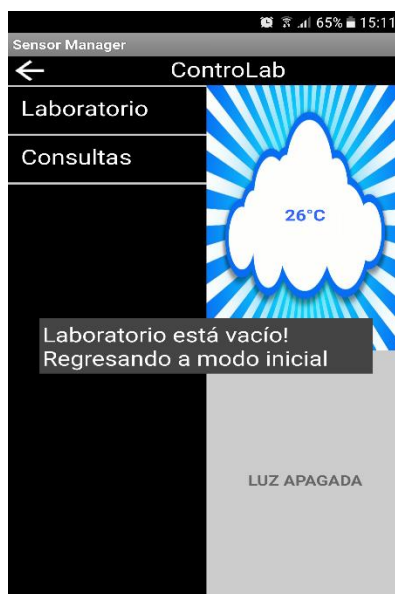 65% 15:11
Sensor Manager
ControLab
Laboratorio
Consultas
26°C
Laboratorio está vacío!
Regresando a modo inicial
LUZ APAGADA